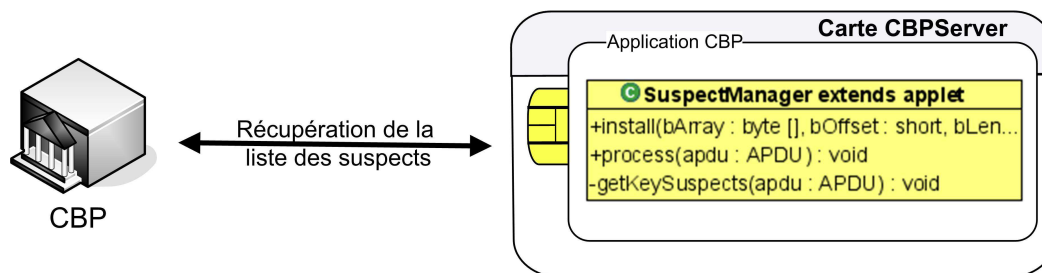 Carte CBPServer
Application CBP
C SuspectManager extends applet
+install(bArray : byte [], bOffset : short, bLen...
+process(apdu : APDU) : void
-getKeySuspects(apdu : APDU) : void
Récupération de la
liste des suspects
CBP